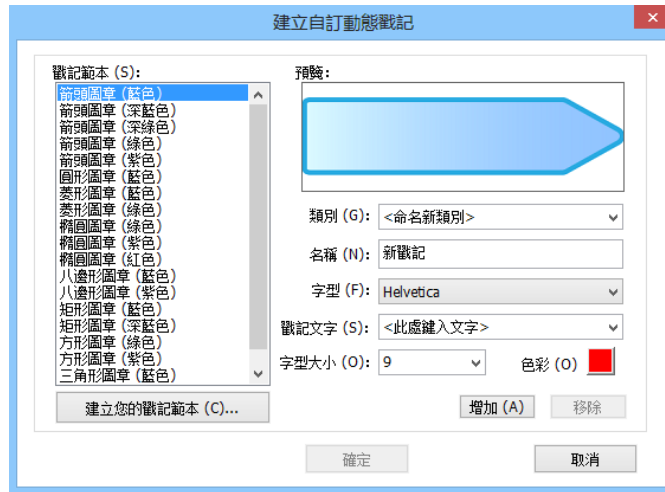 建立自訂動態戳記
戳記範本 (S):
箭頭圖章 (藍色)
箭頭圖章 (深藍色)
箭頭圖章 (深綠色)
箭頭圖章 (綠色)
箭頭圖章 (紫色)
圓形圖章 (藍色)
菱形圖章 (藍色)
菱形圖章 (綠色)
橢圓圖章 (綠色)
橢圓圖章 (紫色)
橢圓圖章 (紅色)
八邊形圖章 (藍色)
八邊形圖章 (紫色)
矩形圖章 (藍色)
矩形圖章 (深藍色)
方形圖章 (綠色)
方形圖章 (紫色)
三角形圖章 (藍色)
建立您的戳記範本 (C)...
預覽:
類別 (G): <命名新類別>
名稱 (N): 新戳記
字型 (F): Helvetica
戳記文字 (S): <此處鍵入文字>
字型大小 (O): 9 色彩 (O)
增加 (A) 移除
確定 取消